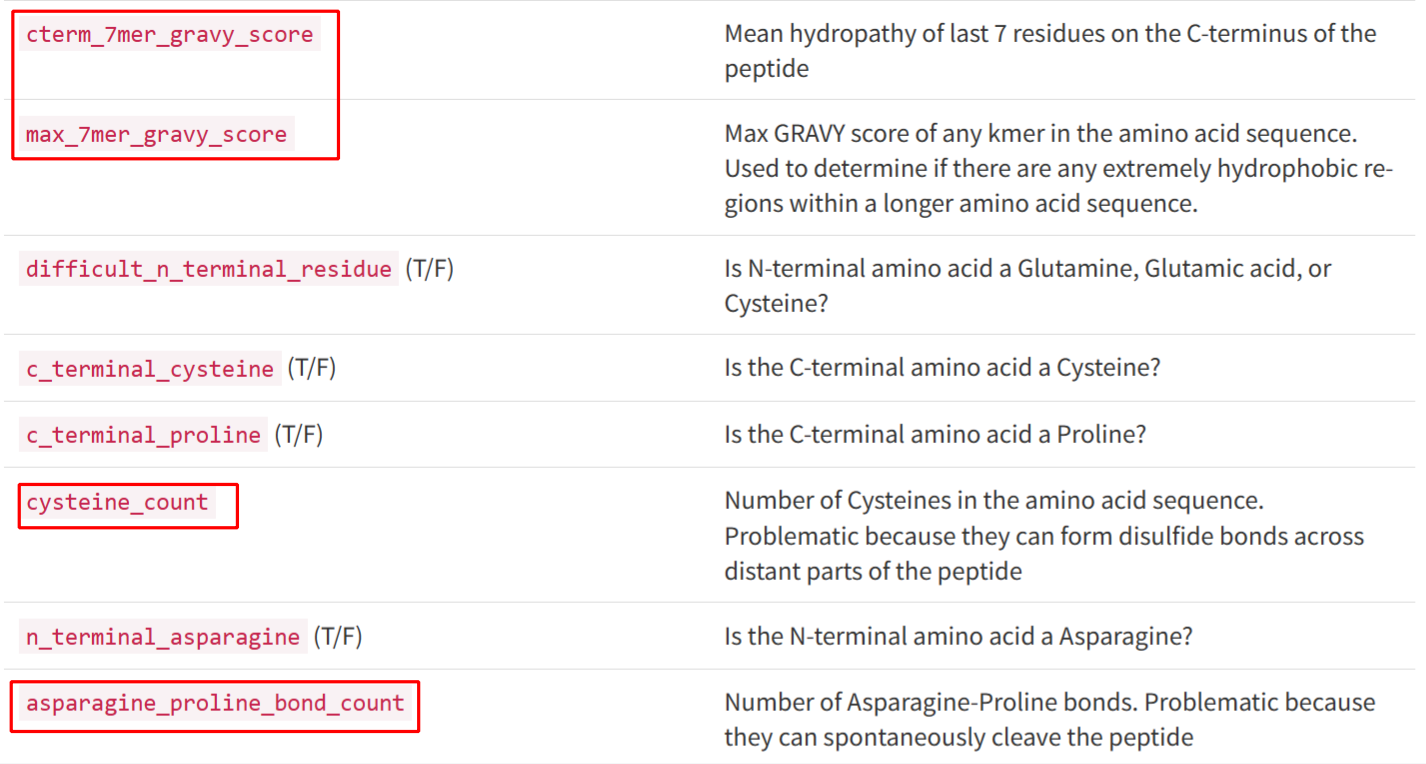 cterm_7mer_gravy_score
Mean hydropathy of last 7 residues on the C-terminus of the
peptide
max_7mer_gravy_score
Max GRAVY score of any kmer in the amino acid sequence.
Used to determine if there are any extremely hydrophobic re-
gions within a longer amino acid sequence.
difficult_n_terminal_residue (T/F)
Is N-terminal amino acid a Glutamine, Glutamic acid, or
Cysteine?
c_terminal_cysteine (T/F)
Is the C-terminal amino acid a Cysteine?
c_terminal_proline (T/F)
Is the C-terminal amino acid a Proline?
cysteine_count
Number of Cysteines in the amino acid sequence.
Problematic because they can form disulfide bonds across
distant parts of the peptide
n_terminal_asparagine (T/F)
Is the N-terminal amino acid a Asparagine?
asparagine_proline_bond_count
Number of Asparagine-Proline bonds. Problematic because
they can spontaneously cleave the peptide